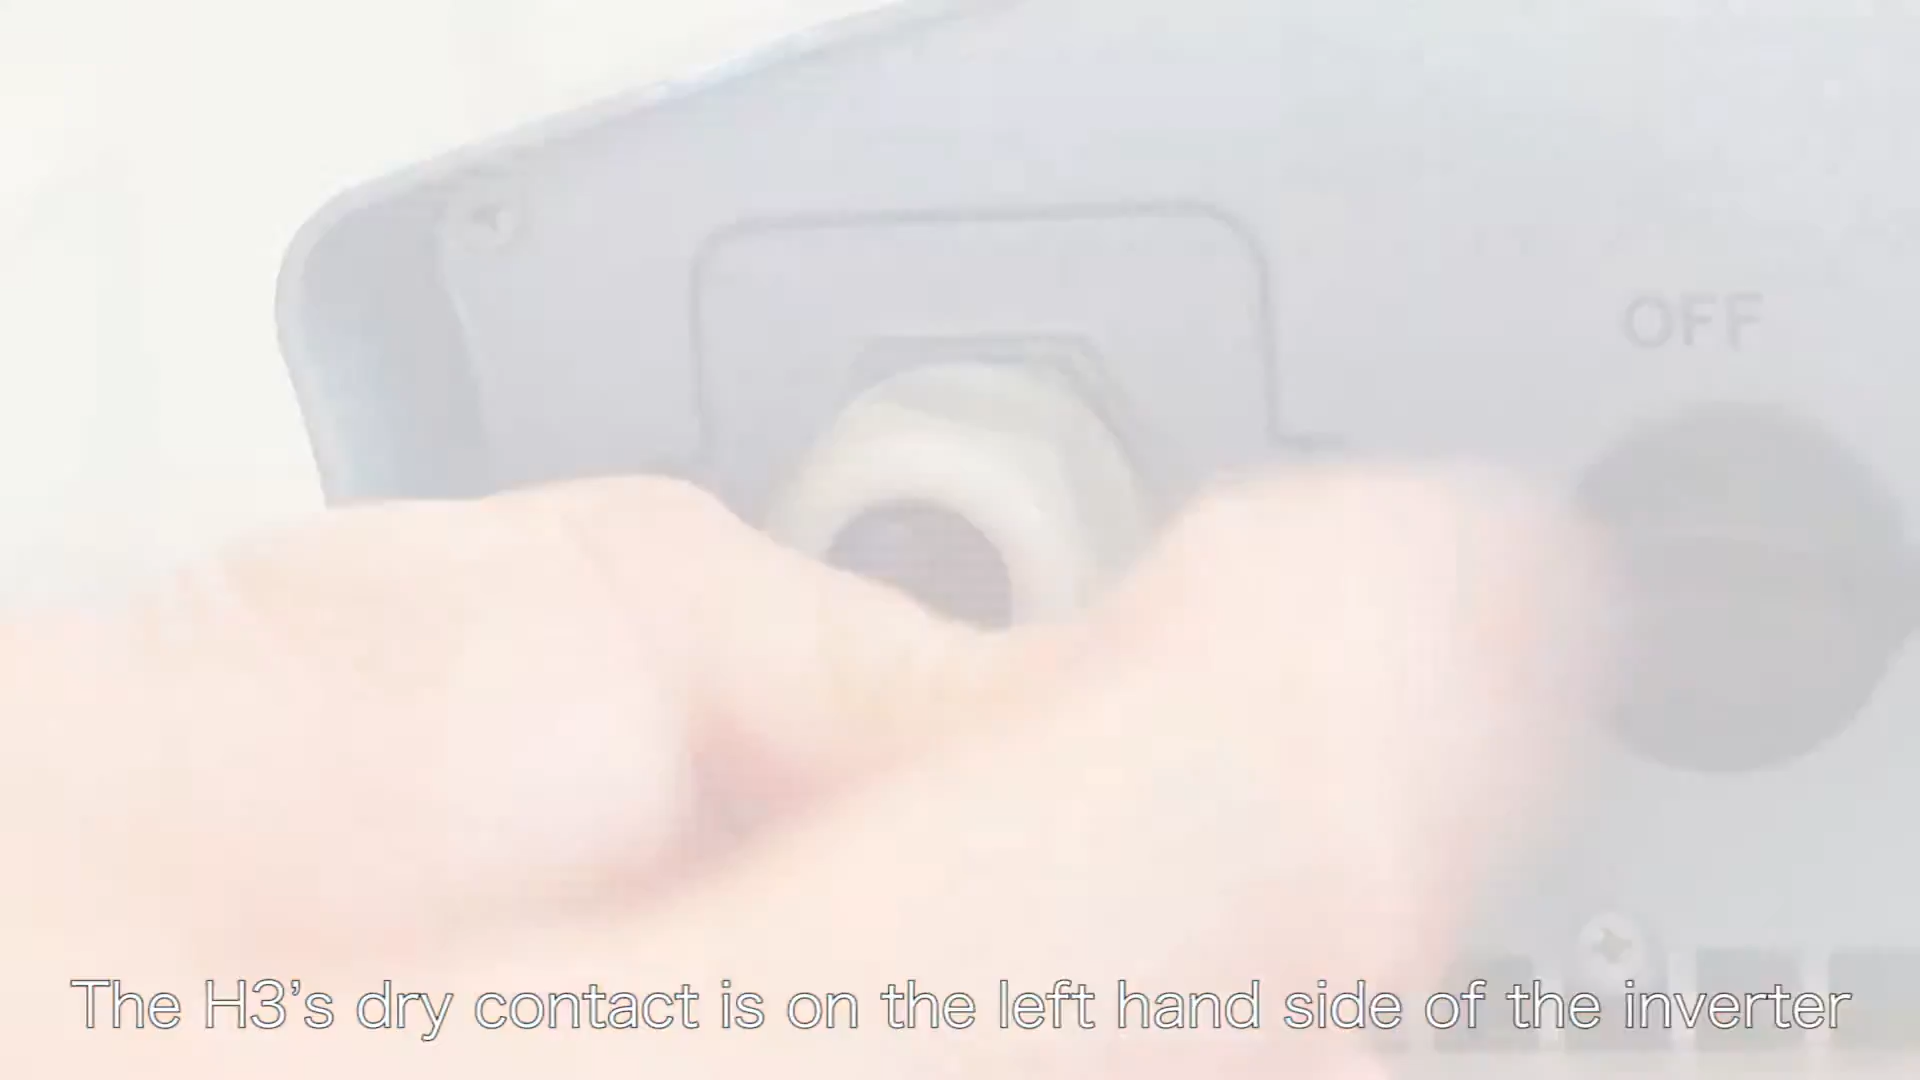 OFF
The H3’s dry contact is on the left hand side of the inverter